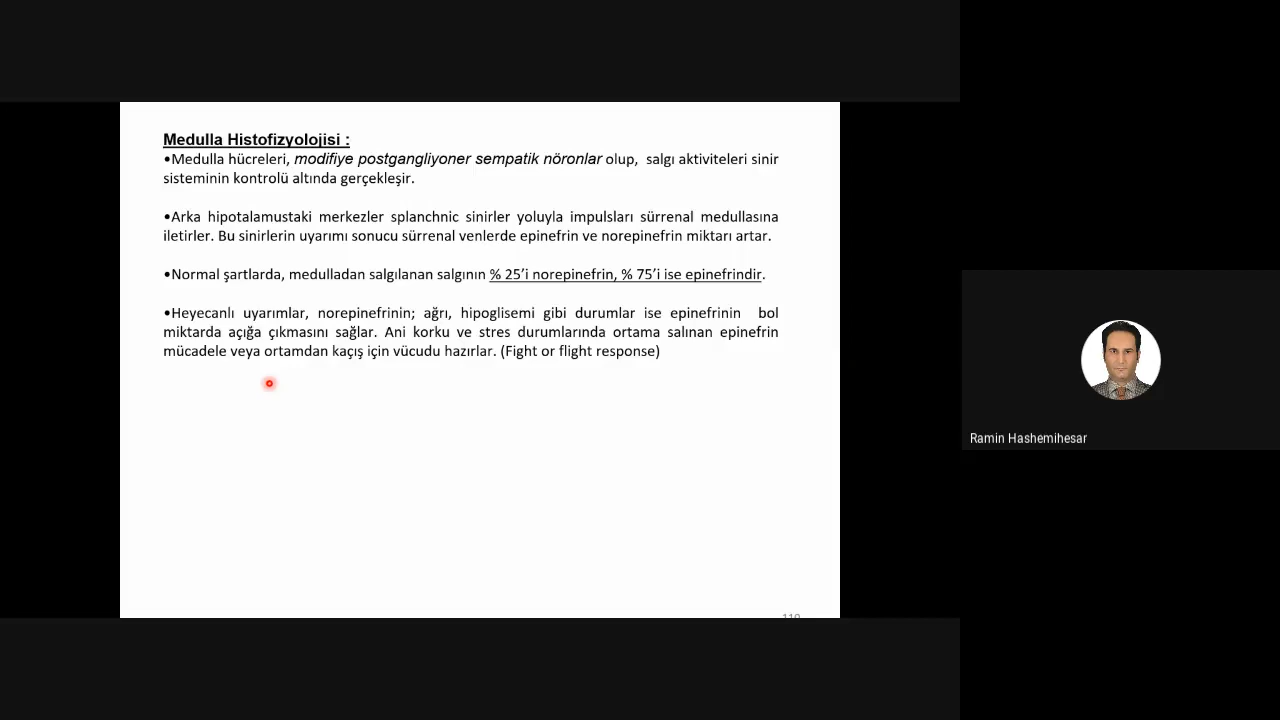 Medulla Histofizyolojisi :
•Medulla hücreleri, modifiye postgangliyoner sempatik nöronlar olup, salgı aktiviteleri sinir
sisteminin kontrolü altında gerçekleşir.
•Arka hipotalamustaki merkezler splanchnic sinirler yoluyla impulsları sürrenal medullasına
iletirler. Bu sinirlerin uyarımı sonucu sürrenal venlerde epinefrin ve norepinefrin miktarı artar.
•Normal şartlarda, medulladan salgılanan salgının % 25’i norepinefrin, % 75’i ise epinefrindir.
•Heyecanlı uyarımlar, norepinefrinin; ağrı, hipoglisemi gibi durumlar ise epinefrinin bol
miktarda açığa çıkmasını sağlar. Ani korku ve stres durumlarında ortama salınan epinefrin
mücadele veya ortamdan kaçış için vücudu hazırlar. (Fight or flight response)
Ramin Hashemihesar